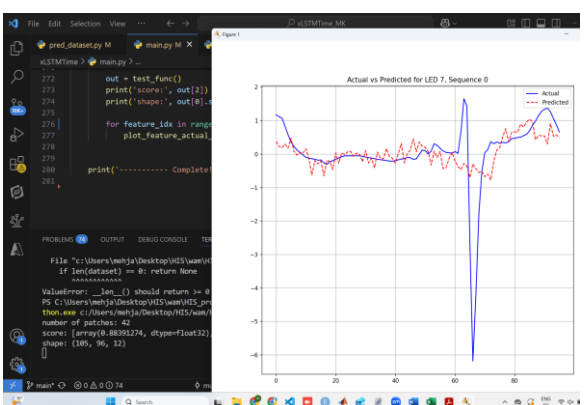 File Edit Selection View ... xLSTMTime_MK
pred_dataset.py M main.py M X
xLSTMTime > main.py > ...
272 out = test_func()
273 print('score:', out[2])
274 print('shape:', out[0].s
275
276 for feature_idx in range
277 plot_feature_actual_
278
279
280 print('---------- Complete!
281
PROBLEMS 74 OUTPUT DEBUG CONSOLE TER
File "c:\Users\mehja\Desktop\HIS\wam\H
if len(dataset) == 0: return None
^^^^^^^^^^^^
ValueError: __len__() should return >= 0
PS C:\Users\mehja\Desktop\HIS\wam\HIS_pro
thon.exe c:/Users/mehja/Desktop/HIS/wam/H
number of patches: 42
score: [array(0.88391274, dtype=float32),
shape: (105, 96, 12)
main* 0 0 74
Search
Figure 1
Actual vs Predicted for LED 7, Sequence 0
Actual
Predicted
2
1
0
−1
−2
−3
−4
−5
−6
0 20 40 60 80
ENG